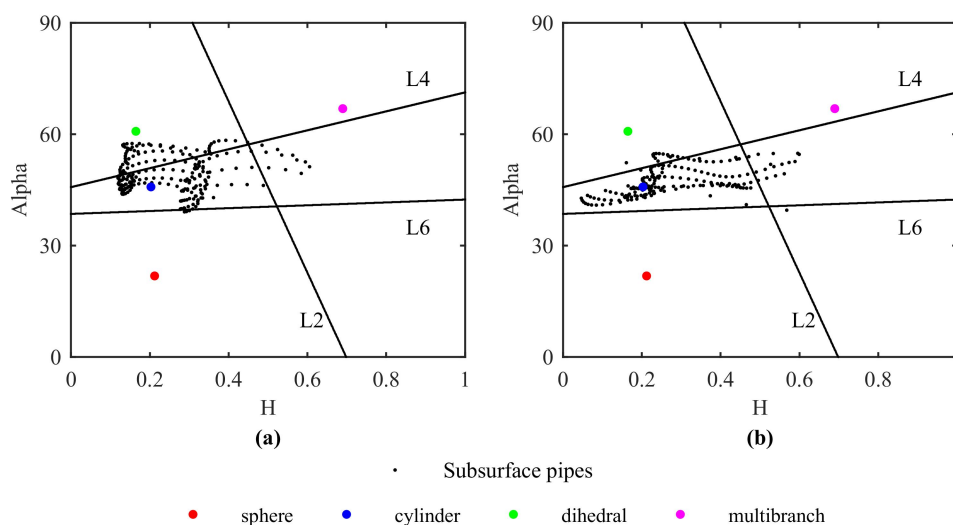 90
60
30
0
Alpha
L4
L6
L2
0
0.2
0.4
0.6
0.8
1
H
(a)
90
60
30
0
Alpha
L4
L6
L2
0
0.2
0.4
0.6
0.8
H
(b)
Subsurface pipes
sphere cylinder dihedral multibranch